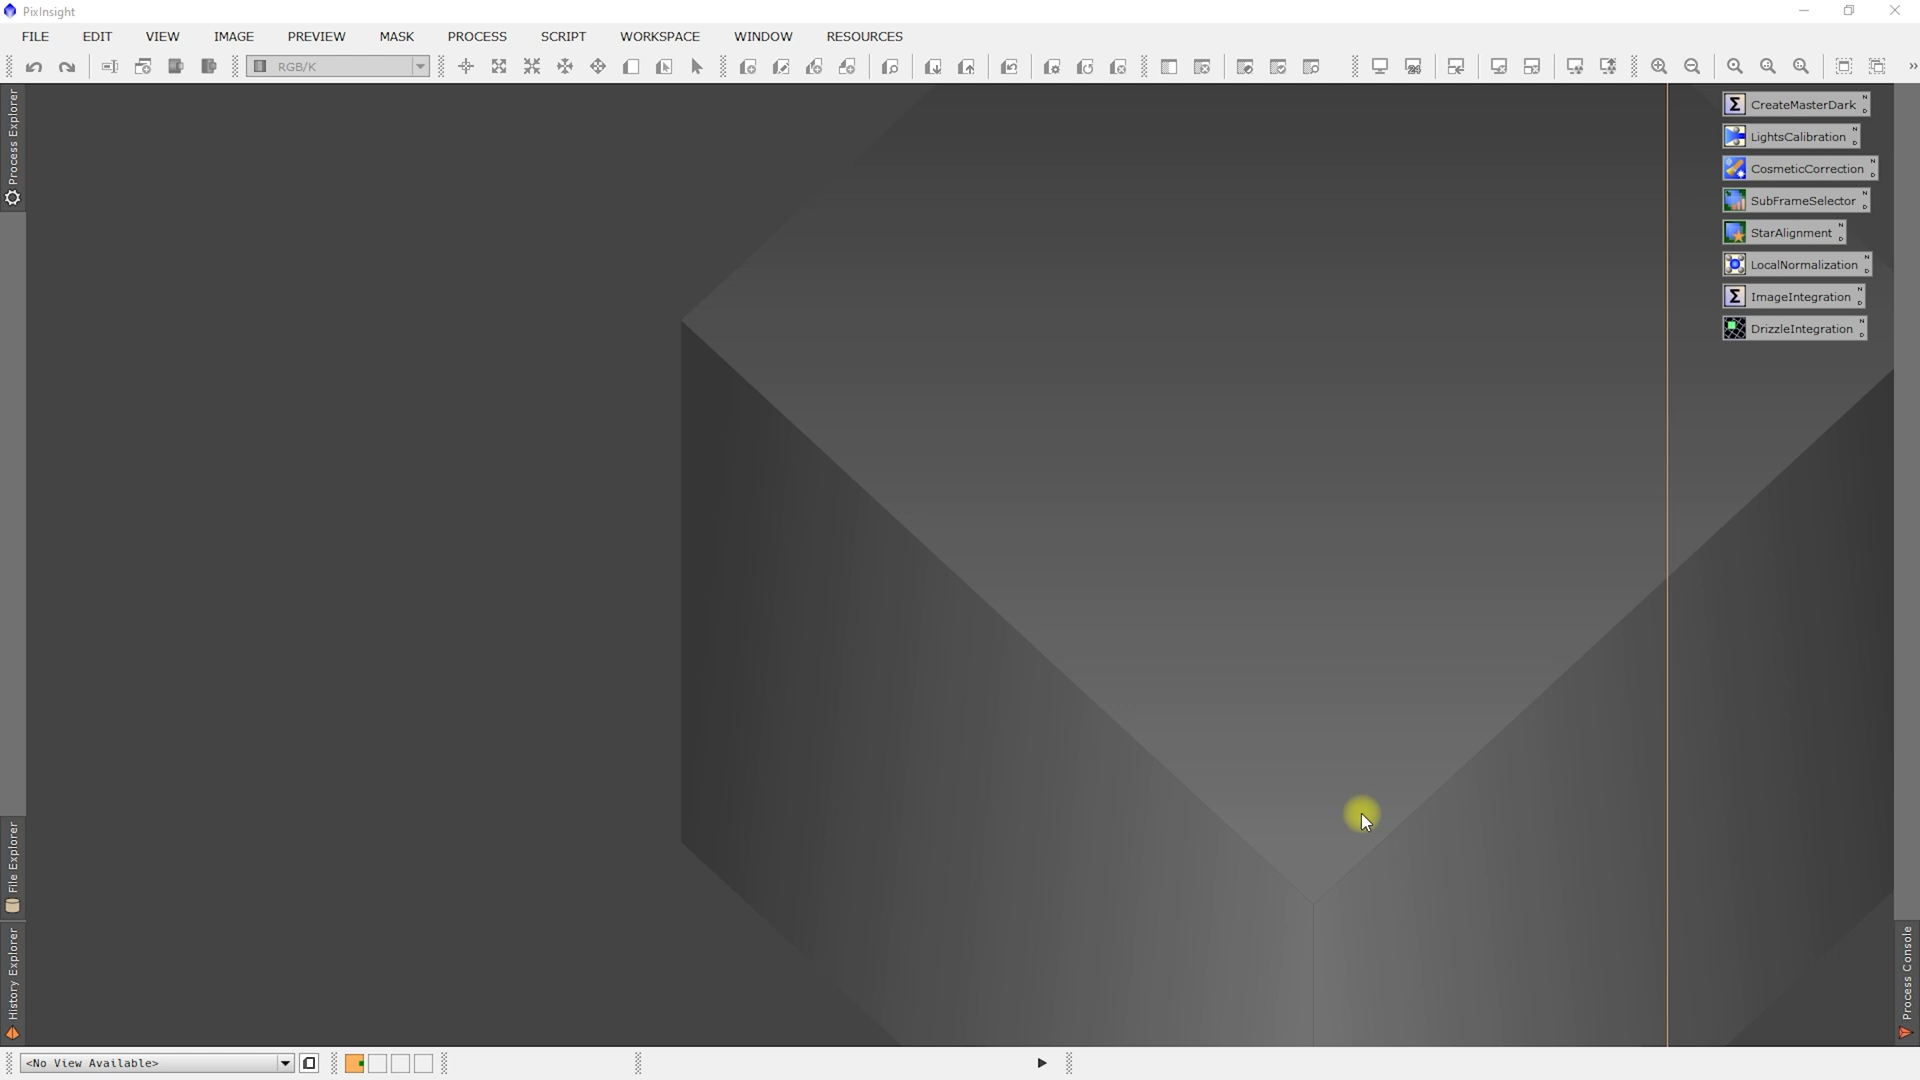 PixInsight
FILE EDIT VIEW IMAGE PREVIEW MASK PROCESS SCRIPT WORKSPACE WINDOW RESOURCES
RGB/K
Process Explorer
CreateMasterDark
LightsCalibration
CosmeticCorrection
SubFrameSelector
StarAlignment
LocalNormalization
ImageIntegration
DrizzleIntegration
File Explorer
History Explorer
Process Console
<No View Available>